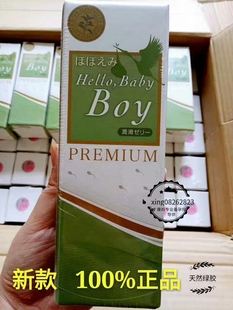 ほほえみ
Hello, Baby
Boy
潤滑ゼリー
PREMIUM
xing08262823
天然绿胶
新款 100%正品